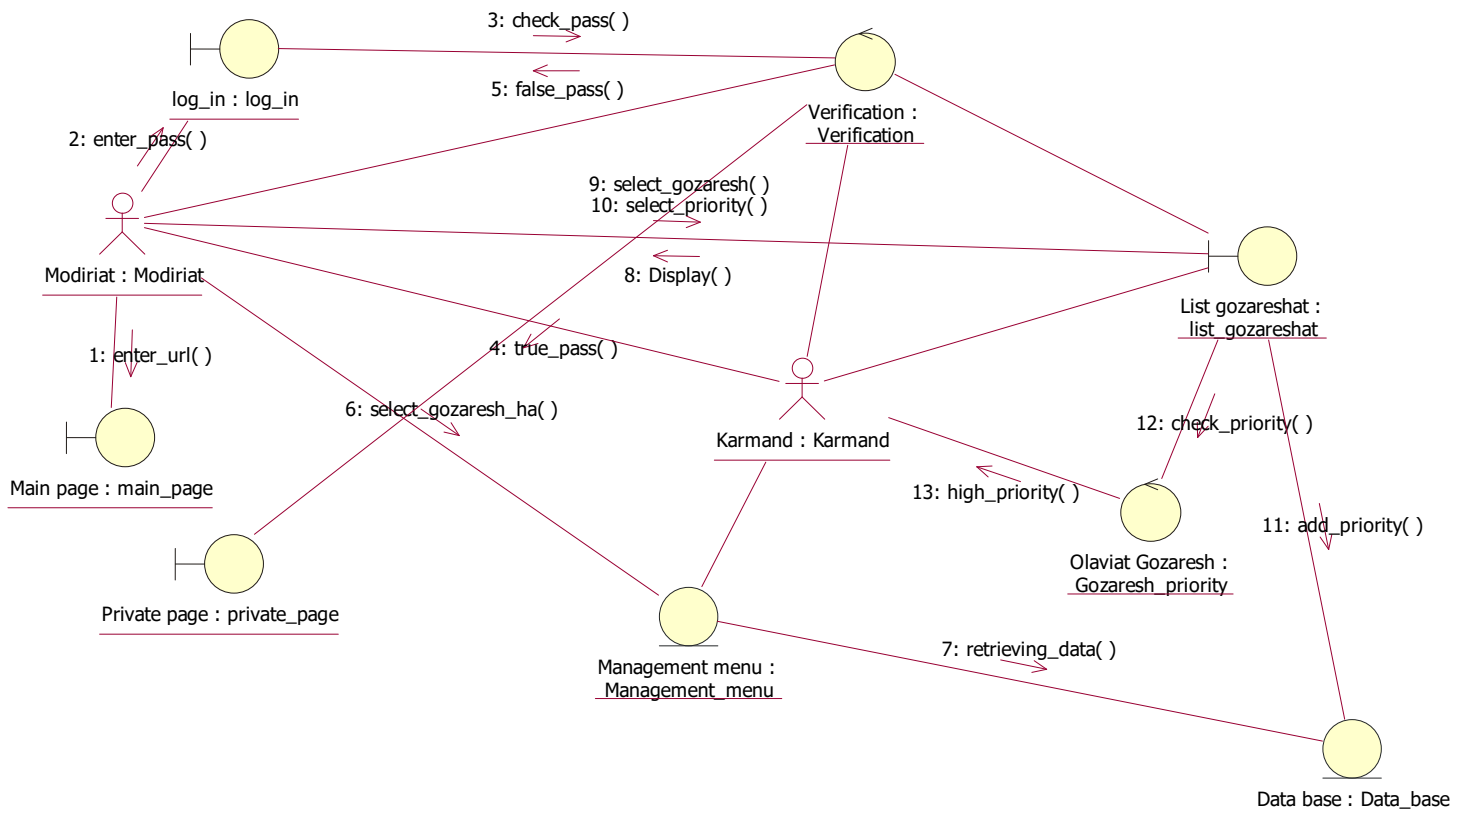 3: check_pass( )
5: false_pass( )
log_in : log_in
Verification :
Verification
2: enter_pass( )
9: select_gozaresh( )
10: select_priority( )
8: Display( )
Modiriat : Modiriat
List gozareshat :
list_gozareshat
1: enter_url( )
4: true_pass( )
6: select_gozaresh_ha( )
12: check_priority( )
Karmand : Karmand
Main page : main_page
13: high_priority( )
11: add_priority( )
Olaviat Gozaresh :
Gozaresh_priority
Private page : private_page
7: retrieving_data( )
Management menu :
Management_menu
Data base : Data_base